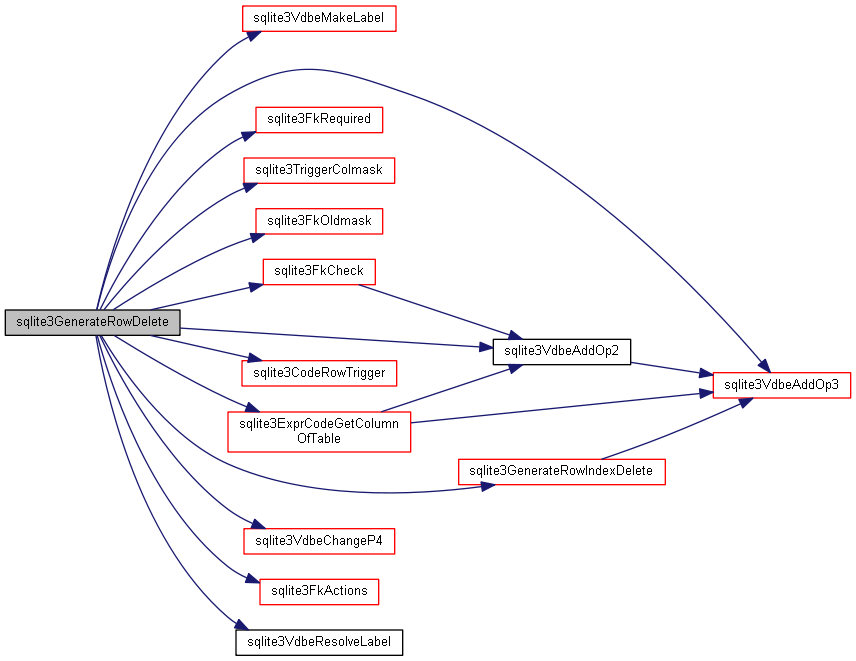 sqlite3VdbeMakeLabel
sqlite3FkRequired
sqlite3TriggerColmask
sqlite3FkOldmask
sqlite3FkCheck
sqlite3GenerateRowDelete
sqlite3VdbeAddOp2
sqlite3CodeRowTrigger
sqlite3VdbeAddOp3
sqlite3ExprCodeGetColumn
OfTable
sqlite3GenerateRowIndexDelete
sqlite3VdbeChangeP4
sqlite3FkActions
sqlite3VdbeResolveLabel